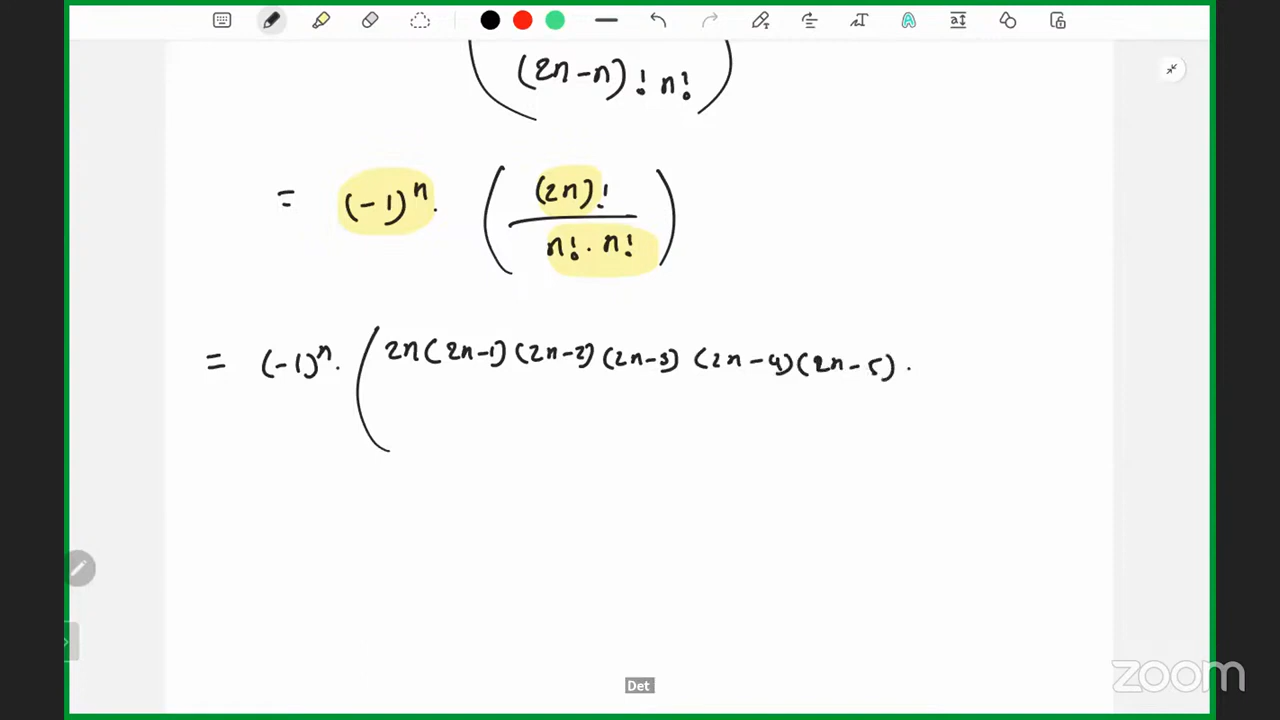 (2n-n)! n!
= (-1)^n . ( (2n)! / n! . n! )
= (-1)^n . ( 2n(2n-1)(2n-2)(2n-3)(2n-4)(2n-5).
Det
zoom